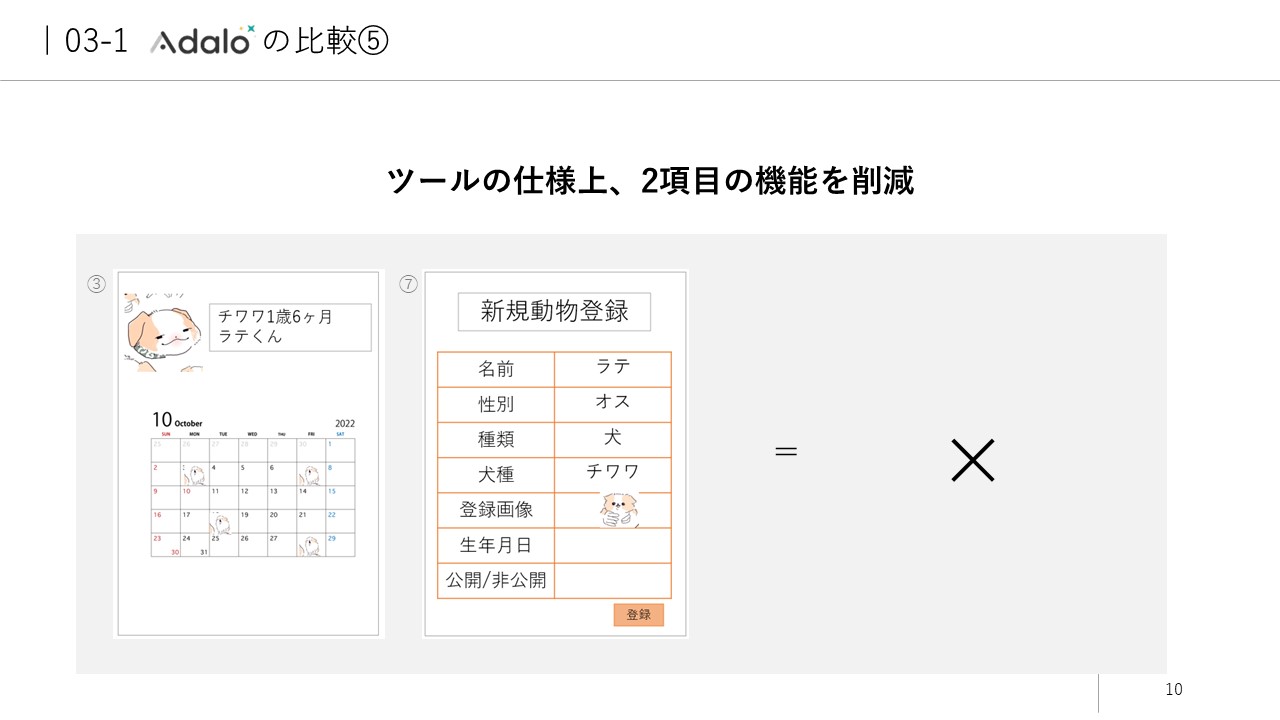 03-1 Adalo の比較⑤
ツールの仕様上、2項目の機能を削減
③
チワワ1歳6ヶ月
ラテくん
10 October 2022
SUN MON TUE WED THU FRI SAT
25 26 27 28 29 30 1
2 4 5 6 8
9 10 11 12 13 14 15
16 17 19 20 21 22
23 24 25 26 27 29
30 31
⑦
新規動物登録
名前 ラテ
性別 オス
種類 犬
犬種 チワワ
登録画像
生年月日
公開/非公開
登録
＝ ×
10